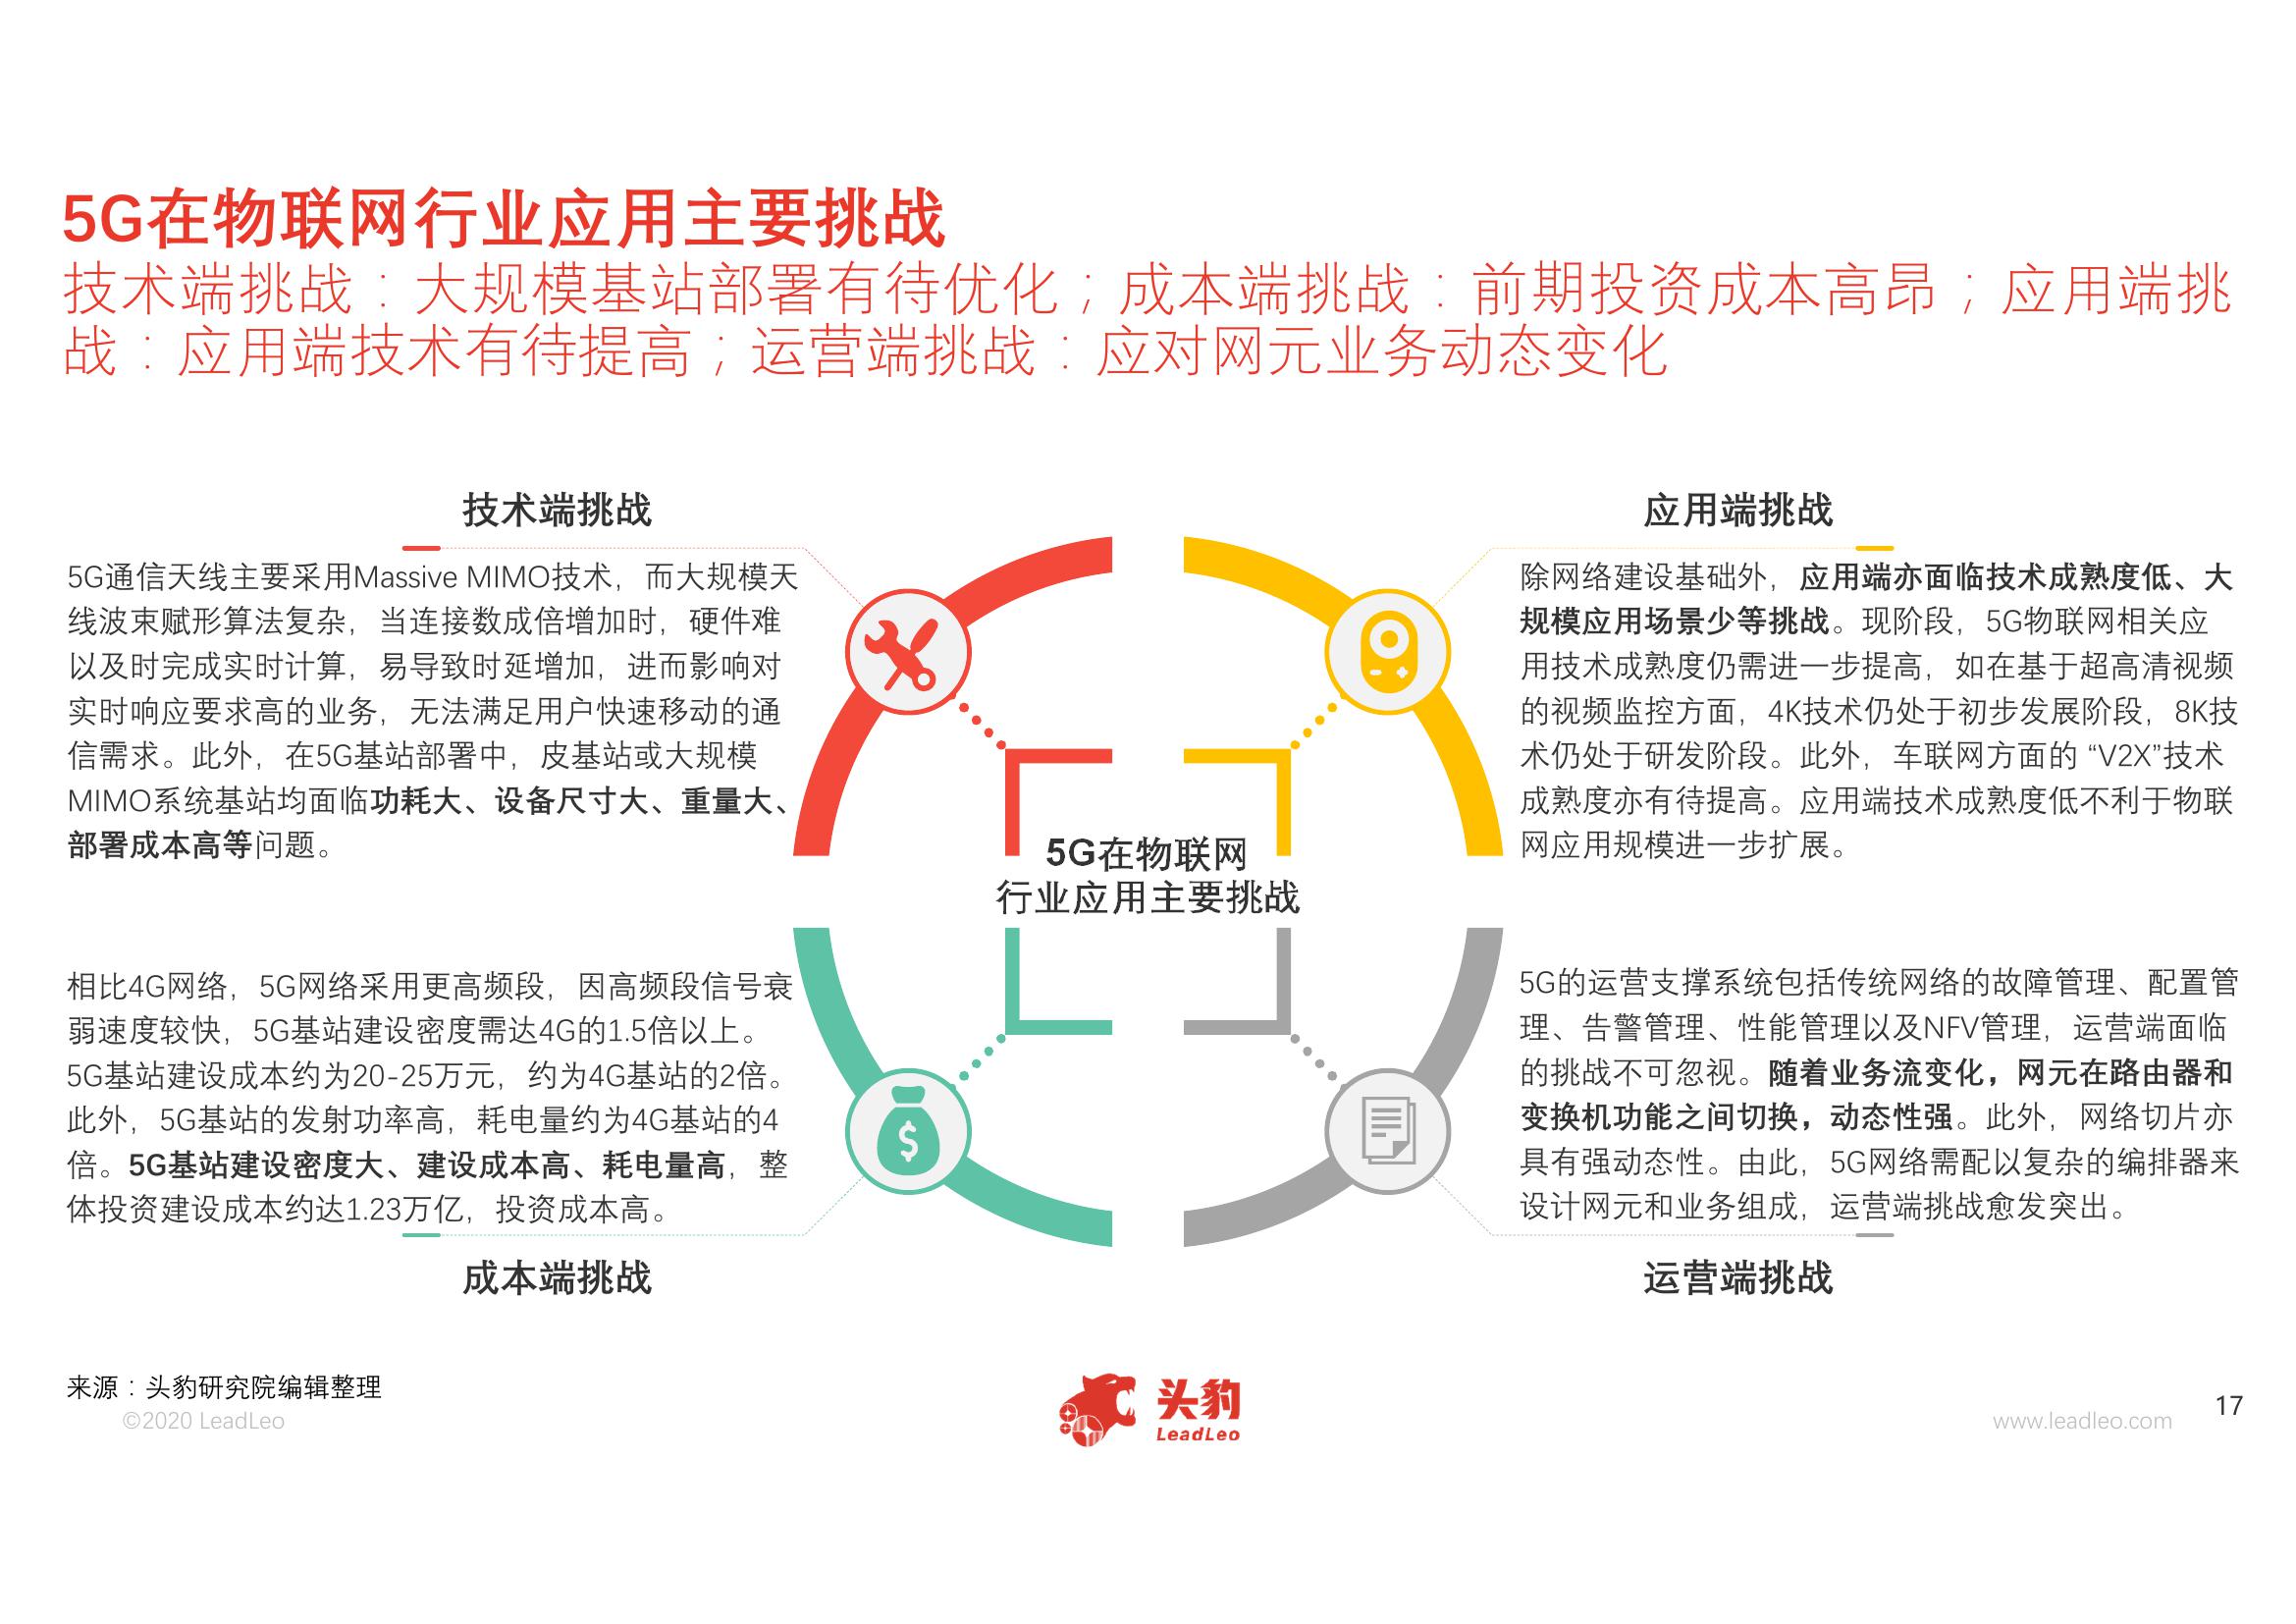 5G在物联网行业应用主要挑战
技术端挑战：大规模基站部署有待优化；成本端挑战：前期投资成本高昂；应用端挑
战：应用端技术有待提高；运营端挑战：应对网元业务动态变化
技术端挑战
5G通信天线主要采用Massive MIMO技术，而大规模天
线波束赋形算法复杂，当连接数成倍增加时，硬件难
以及时完成实时计算，易导致时延增加，进而影响对
实时响应要求高的业务，无法满足用户快速移动的通
信需求。此外，在5G基站部署中，皮基站或大规模
MIMO系统基站均面临功耗大、设备尺寸大、重量大、
部署成本高等问题。
应用端挑战
除网络建设基础外，应用端亦面临技术成熟度低、大
规模应用场景少等挑战。现阶段，5G物联网相关应
用技术成熟度仍需进一步提高，如在基于超高清视频
的视频监控方面，4K技术仍处于初步发展阶段，8K技
术仍处于研发阶段。此外，车联网方面的 “V2X”技术
成熟度亦有待提高。应用端技术成熟度低不利于物联
网应用规模进一步扩展。
5G在物联网
行业应用主要挑战
相比4G网络，5G网络采用更高频段，因高频段信号衰
弱速度较快，5G基站建设密度需达4G的1.5倍以上。
5G基站建设成本约为20-25万元，约为4G基站的2倍。
此外，5G基站的发射功率高，耗电量约为4G基站的4
倍。5G基站建设密度大、建设成本高、耗电量高，整
体投资建设成本约达1.23万亿，投资成本高。
成本端挑战
5G的运营支撑系统包括传统网络的故障管理、配置管
理、告警管理、性能管理以及NFV管理，运营端面临
的挑战不可忽视。随着业务流变化，网元在路由器和
变换机功能之间切换，动态性强。此外，网络切片亦
具有强动态性。由此，5G网络需配以复杂的编排器来
设计网元和业务组成，运营端挑战愈发突出。
运营端挑战
来源：头豹研究院编辑整理
©2020 LeadLeo
头豹
LeadLeo
www.leadleo.com
17